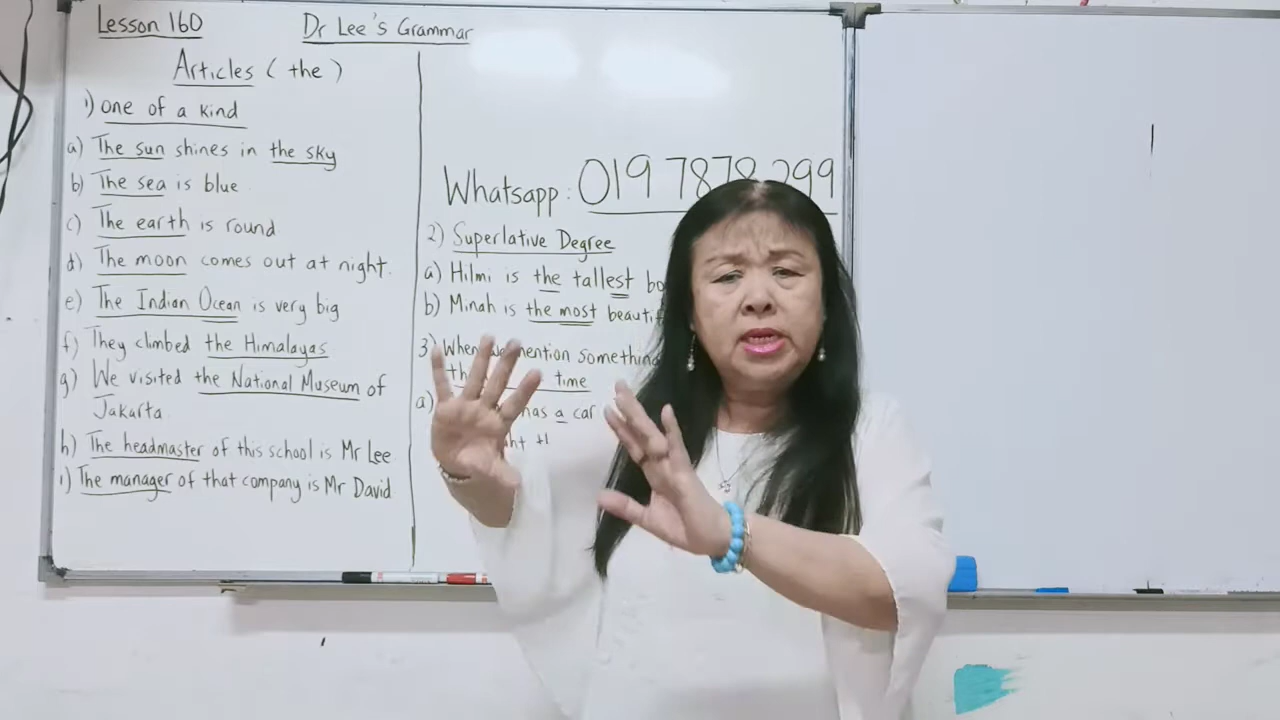 Lesson 160
Dr Lee's Grammar
Articles ( the )
1) one of a kind
a) The sun shines in the sky
b) The sea is blue
c) The earth is round
d) The moon comes out at night.
e) The Indian Ocean is very big
f) They climbed the Himalayas
g) We visited the National Museum of
Jakarta.
h) The headmaster of this school is Mr Lee
i) The manager of that company is Mr David
Whatsapp: 019 7878 299
2) Superlative Degree
a) Hilmi is the tallest
b) Minah is the most
3) When we mention something
time
a) has a car